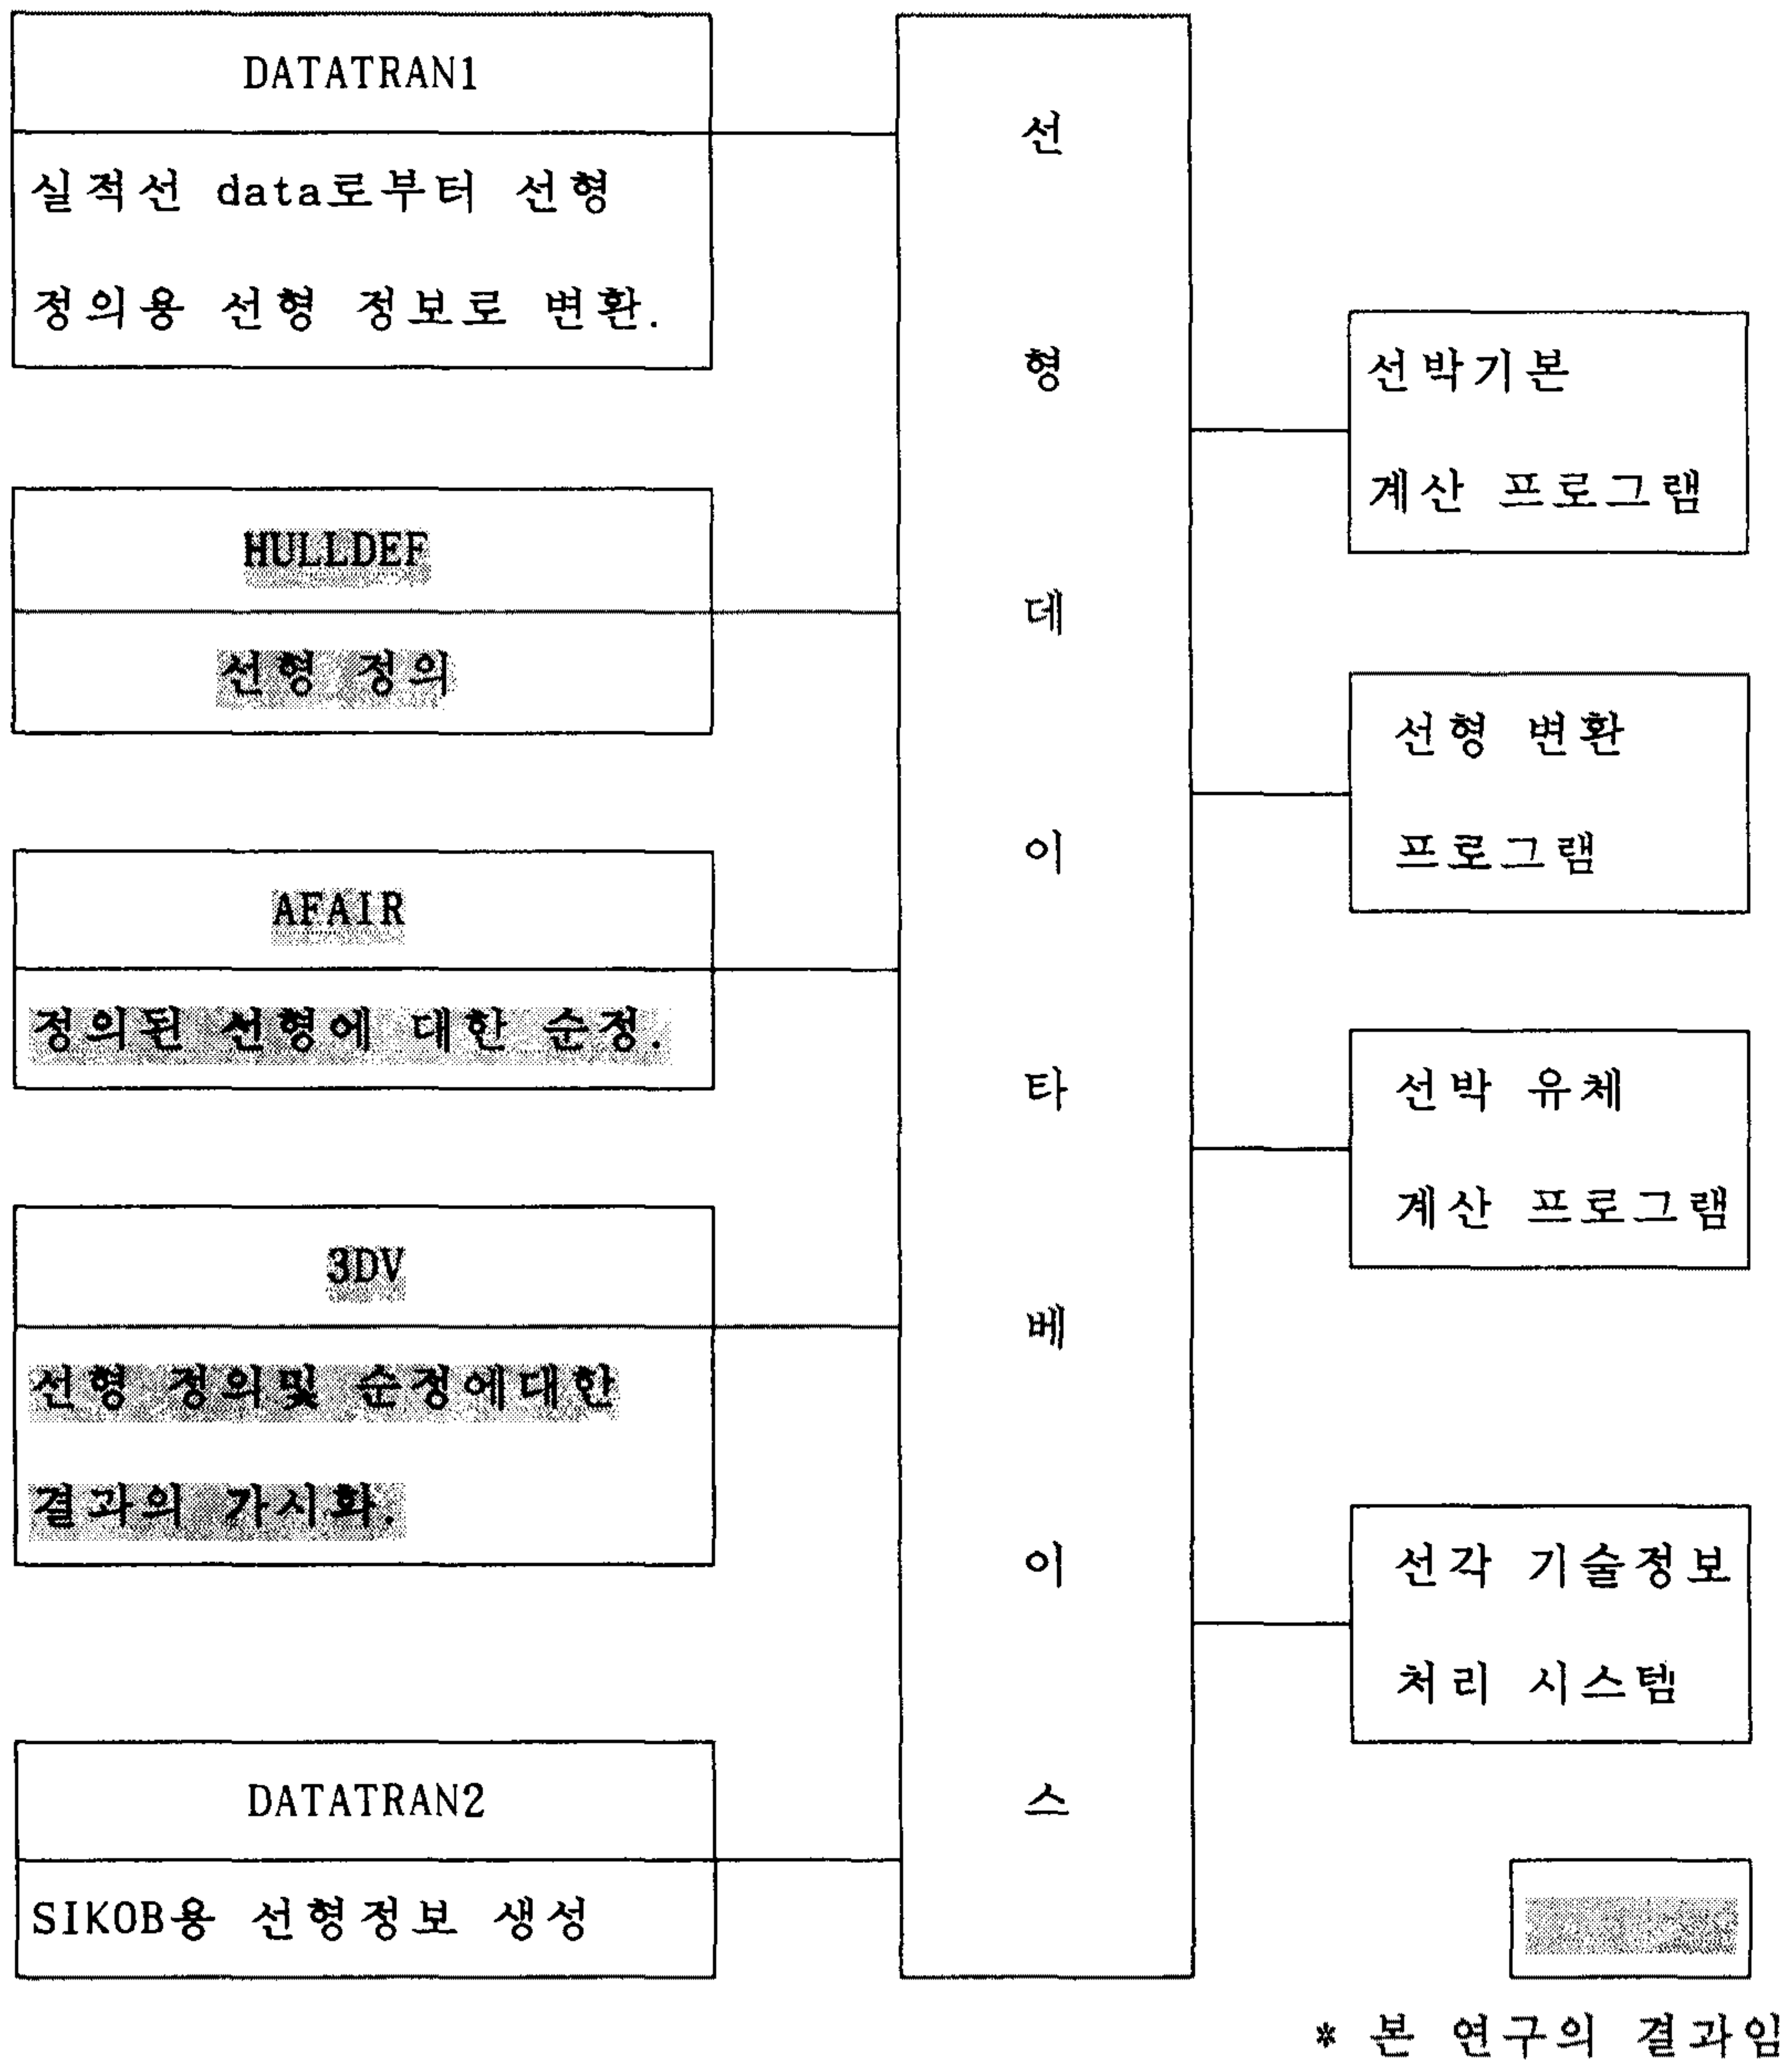 DATATRAN1
실적선 data로부터 선형
정의용 선형 정보로 변환.
HULLDEF
선형 정의
AFAIR
정의된 선형에 대한 순정.
3DV
선형 정의및 순정에대한
결과의 가시화.
DATATRAN2
SIKOB용 선형정보 생성
선
형
데
이
타
베
이
스
선박기본
계산 프로그램
선형 변환
프로그램
선박 유체
계산 프로그램
선각 기술정보
처리 시스템
* 본 연구의 결과임